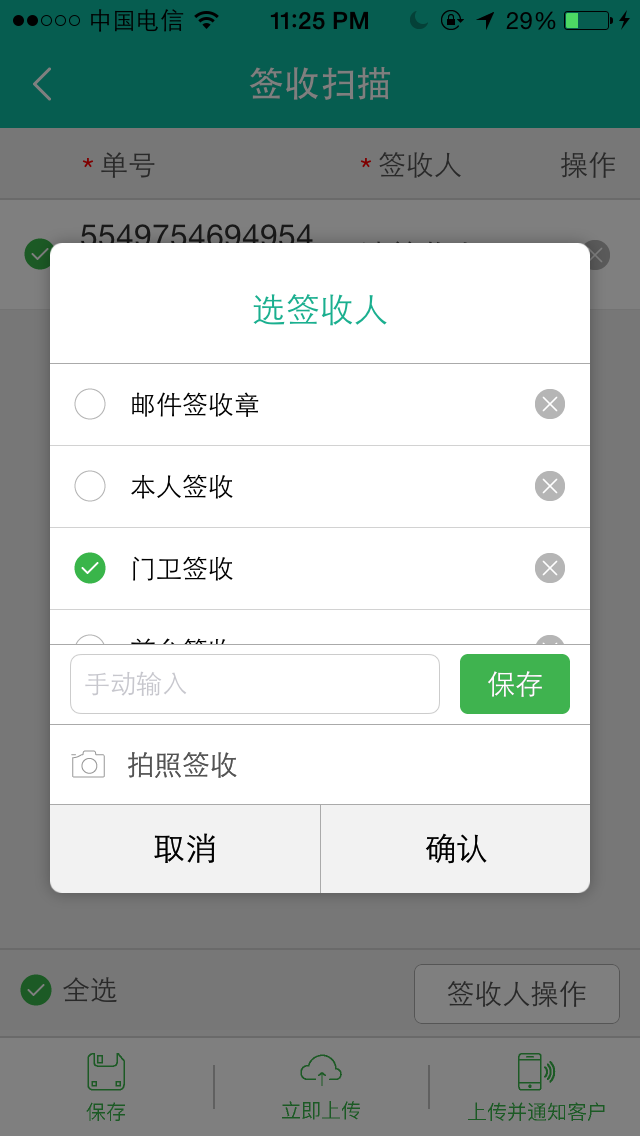 中国电信 11:25 PM 29%
签收扫描
* 单号 * 签收人 操作
5549754694954
选签收人
邮件签收章
本人签收
门卫签收
手动输入 保存
拍照签收
取消 确认
全选 签收人操作
保存 立即上传 上传并通知客户